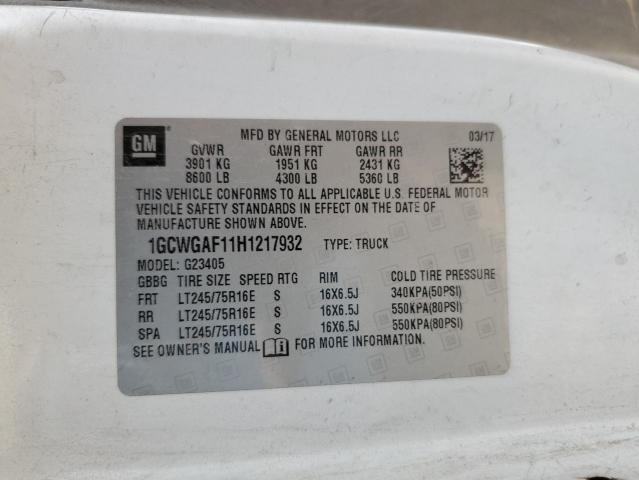 GM
MFD BY GENERAL MOTORS LLC 03/17
GVWR GAWR FRT GAWR RR
3901 KG 1951 KG 2431 KG
8600 LB 4300 LB 5360 LB
THIS VEHICLE CONFORMS TO ALL APPLICABLE U.S. FEDERAL MOTOR
VEHICLE SAFETY STANDARDS IN EFFECT ON THE DATE OF
MANUFACTURE SHOWN ABOVE.
1GCWGAF11H1217932 TYPE: TRUCK
MODEL: G23405
GBBG TIRE SIZE SPEED RTG RIM COLD TIRE PRESSURE
FRT LT245/75R16E S 16X6.5J 340KPA(50PSI)
RR LT245/75R16E S 16X6.5J 550KPA(80PSI)
SPA LT245/75R16E S 16X6.5J 550KPA(80PSI)
SEE OWNER'S MANUAL FOR MORE INFORMATION.